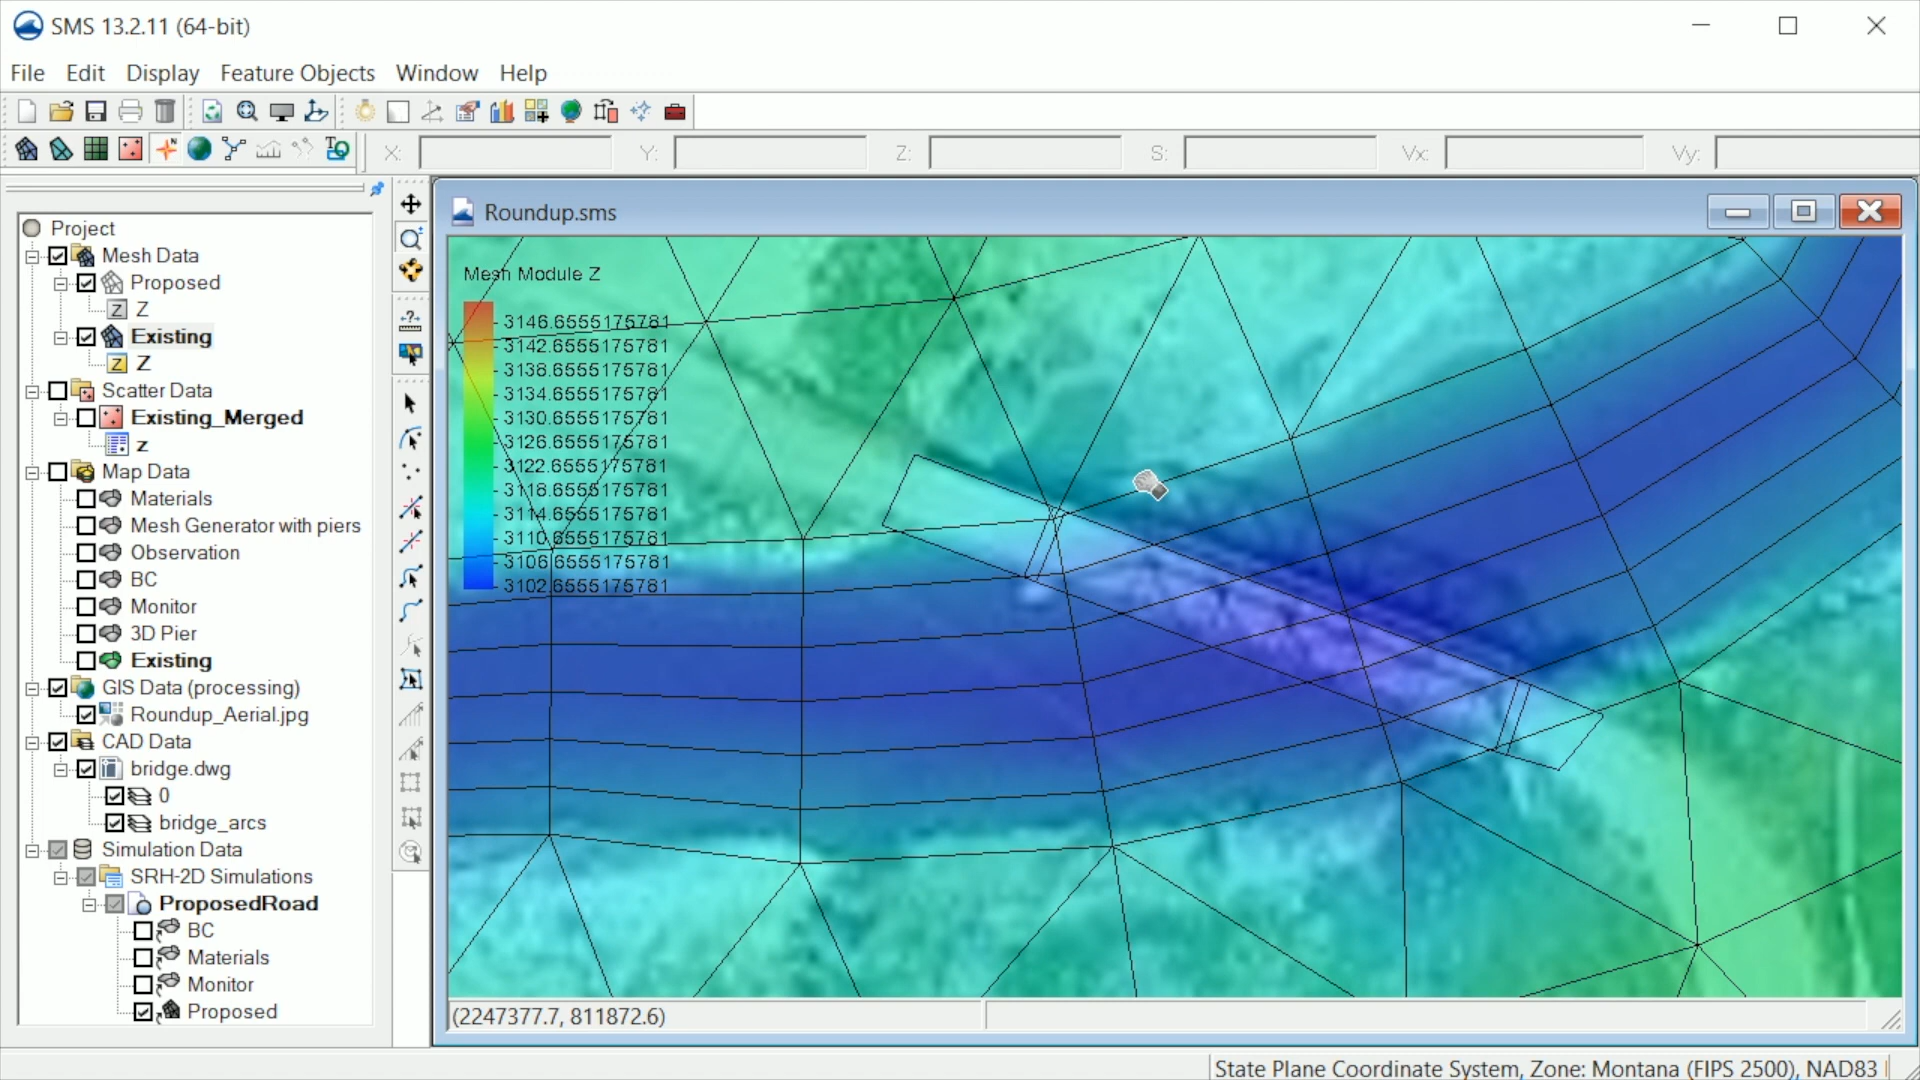 SMS 13.2.11 (64-bit)
File Edit Display Feature Objects Window Help
X: Y: Z: S: Vx: Vy:
Project
Mesh Data
Proposed
Z
Existing
Z
Scatter Data
Existing_Merged
z
Map Data
Materials
Mesh Generator with piers
Observation
BC
Monitor
3D Pier
Existing
GIS Data (processing)
Roundup_Aerial.jpg
CAD Data
bridge.dwg
0
bridge_arcs
Simulation Data
SRH-2D Simulations
ProposedRoad
BC
Materials
Monitor
Proposed
Roundup.sms
Mesh Module Z
3146.6555175781
3142.6555175781
3138.6555175781
3134.6555175781
3130.6555175781
3126.6555175781
3122.6555175781
3118.6555175781
3114.6555175781
3110.6555175781
3106.6555175781
3102.6555175781
(2247377.7, 811872.6)
State Plane Coordinate System, Zone: Montana (FIPS 2500), NAD83